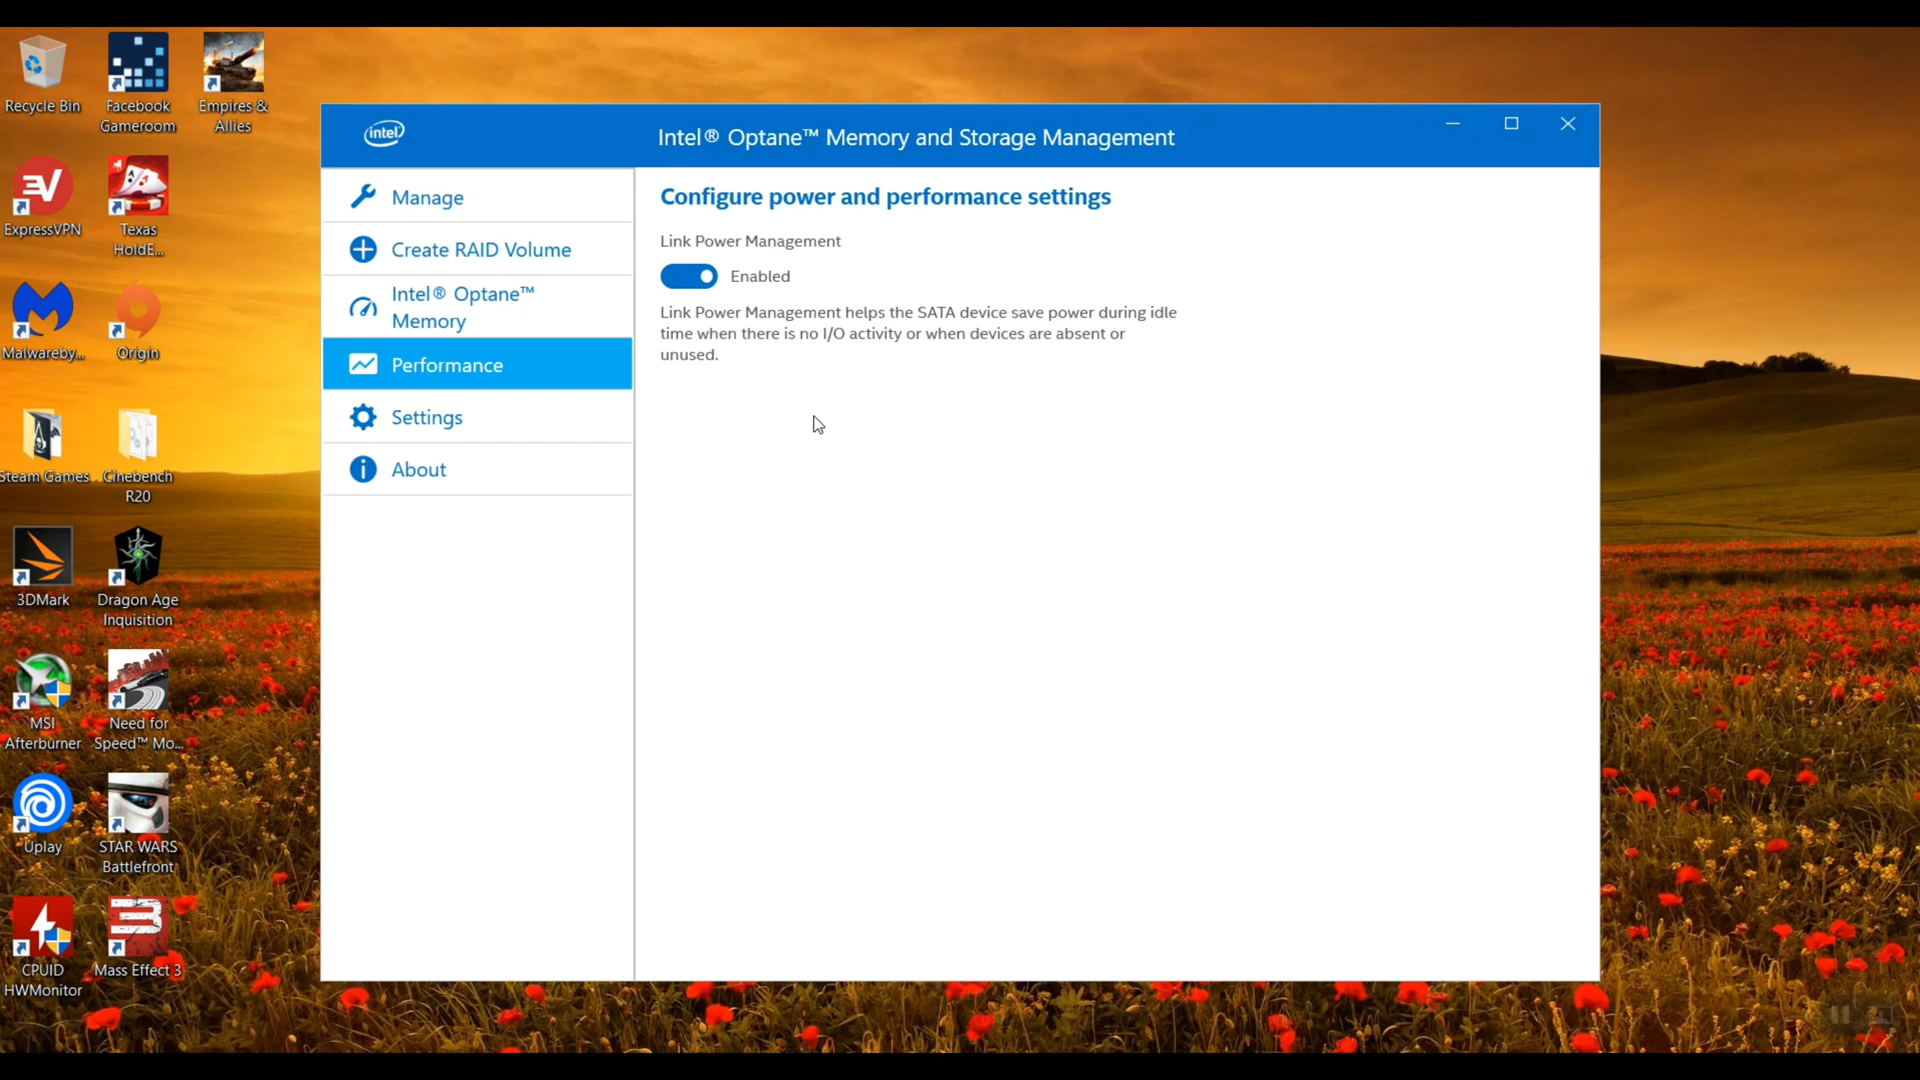 Recycle Bin
Facebook
Gameroom
Empires &
Allies
ExpressVPN
Texas
HoldE...
Malwareby...
Origin
Steam Games
Cinebench
R20
3DMark
Dragon Age
Inquisition
MSI
Afterburner
Need for
Speed™ Mo...
Uplay
STAR WARS
Battlefront
CPUID
HWMonitor
Mass Effect 3
intel
Intel® Optane™ Memory and Storage Management
Manage
Create RAID Volume
Intel® Optane™
Memory
Performance
Settings
About
Configure power and performance settings
Link Power Management
Enabled
Link Power Management helps the SATA device save power during idle
time when there is no I/O activity or when devices are absent or
unused.